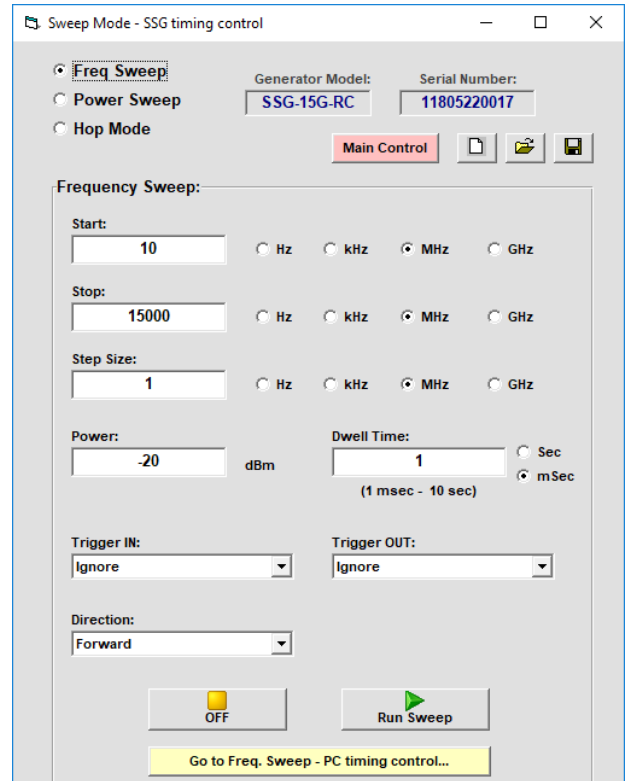 Sweep Mode - SSG timing control
Freq Sweep
Power Sweep
Hop Mode
Generator Model:
SSG-15G-RC
Serial Number:
11805220017
Main Control
Frequency Sweep:
Start:
10 Hz kHz MHz GHz
Stop:
15000 Hz kHz MHz GHz
Step Size:
1 Hz kHz MHz GHz
Power:
-20 dBm
Dwell Time:
1 Sec mSec
(1 msec - 10 sec)
Trigger IN:
Ignore
Trigger OUT:
Ignore
Direction:
Forward
OFF
Run Sweep
Go to Freq. Sweep - PC timing control...